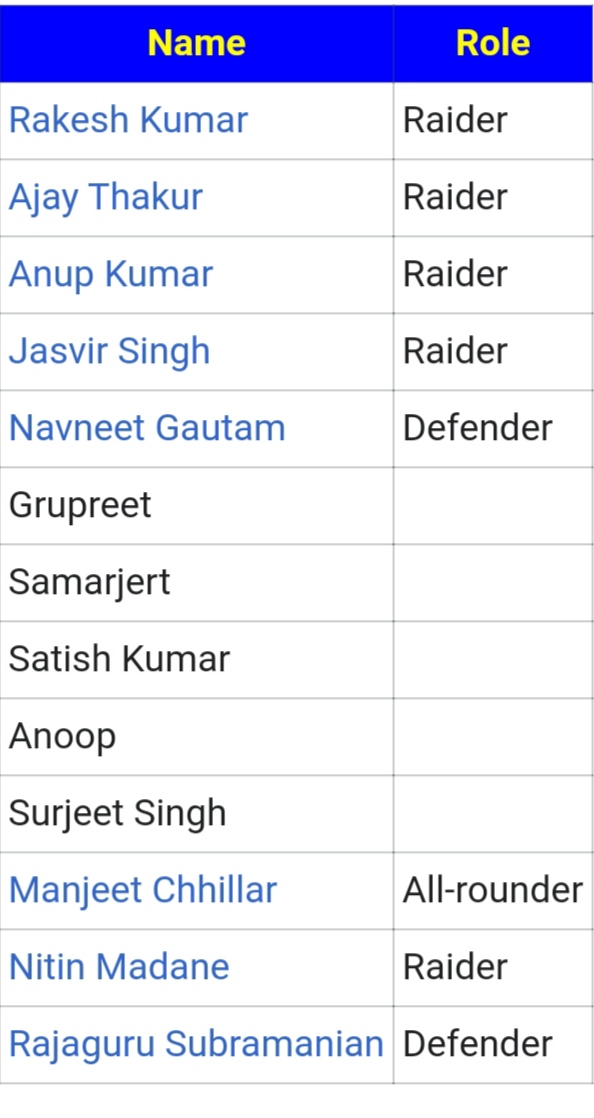 Name Role
Rakesh Kumar Raider
Ajay Thakur Raider
Anup Kumar Raider
Jasvir Singh Raider
Navneet Gautam Defender
Grupreet
Samarjert
Satish Kumar
Anoop
Surjeet Singh
Manjeet Chhillar All-rounder
Nitin Madane Raider
Rajaguru Subramanian Defender